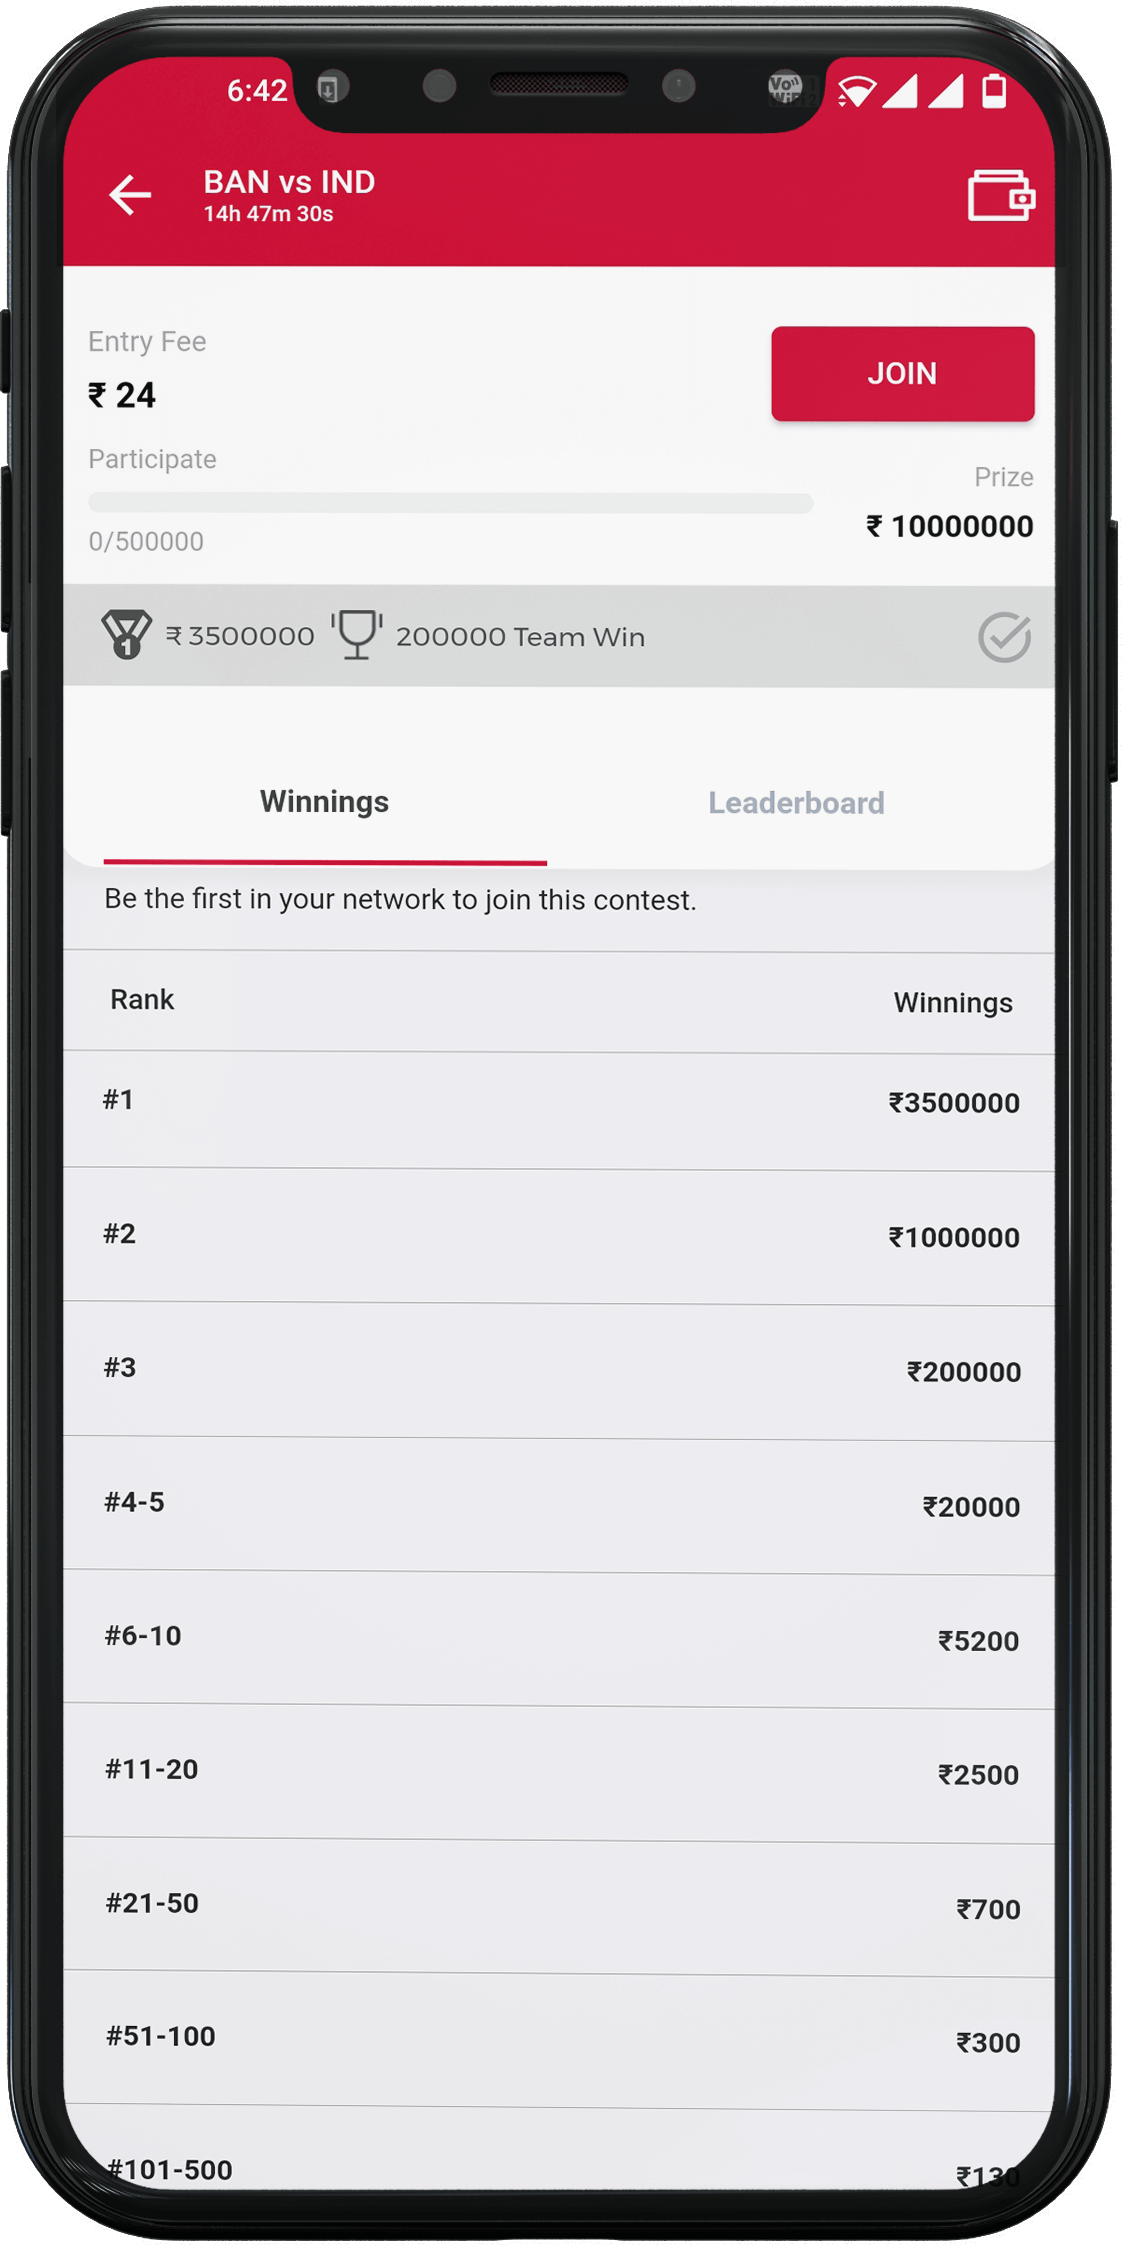 6:42
BAN vs IND
14h 47m 30s
Entry Fee
₹ 24
JOIN
Participate
Prize
0/500000
₹ 10000000
1 ₹ 3500000 200000 Team Win
Winnings Leaderboard
Be the first in your network to join this contest.
Rank Winnings
#1 ₹3500000
#2 ₹1000000
#3 ₹200000
#4-5 ₹20000
#6-10 ₹5200
#11-20 ₹2500
#21-50 ₹700
#51-100 ₹300
#101-500 ₹130